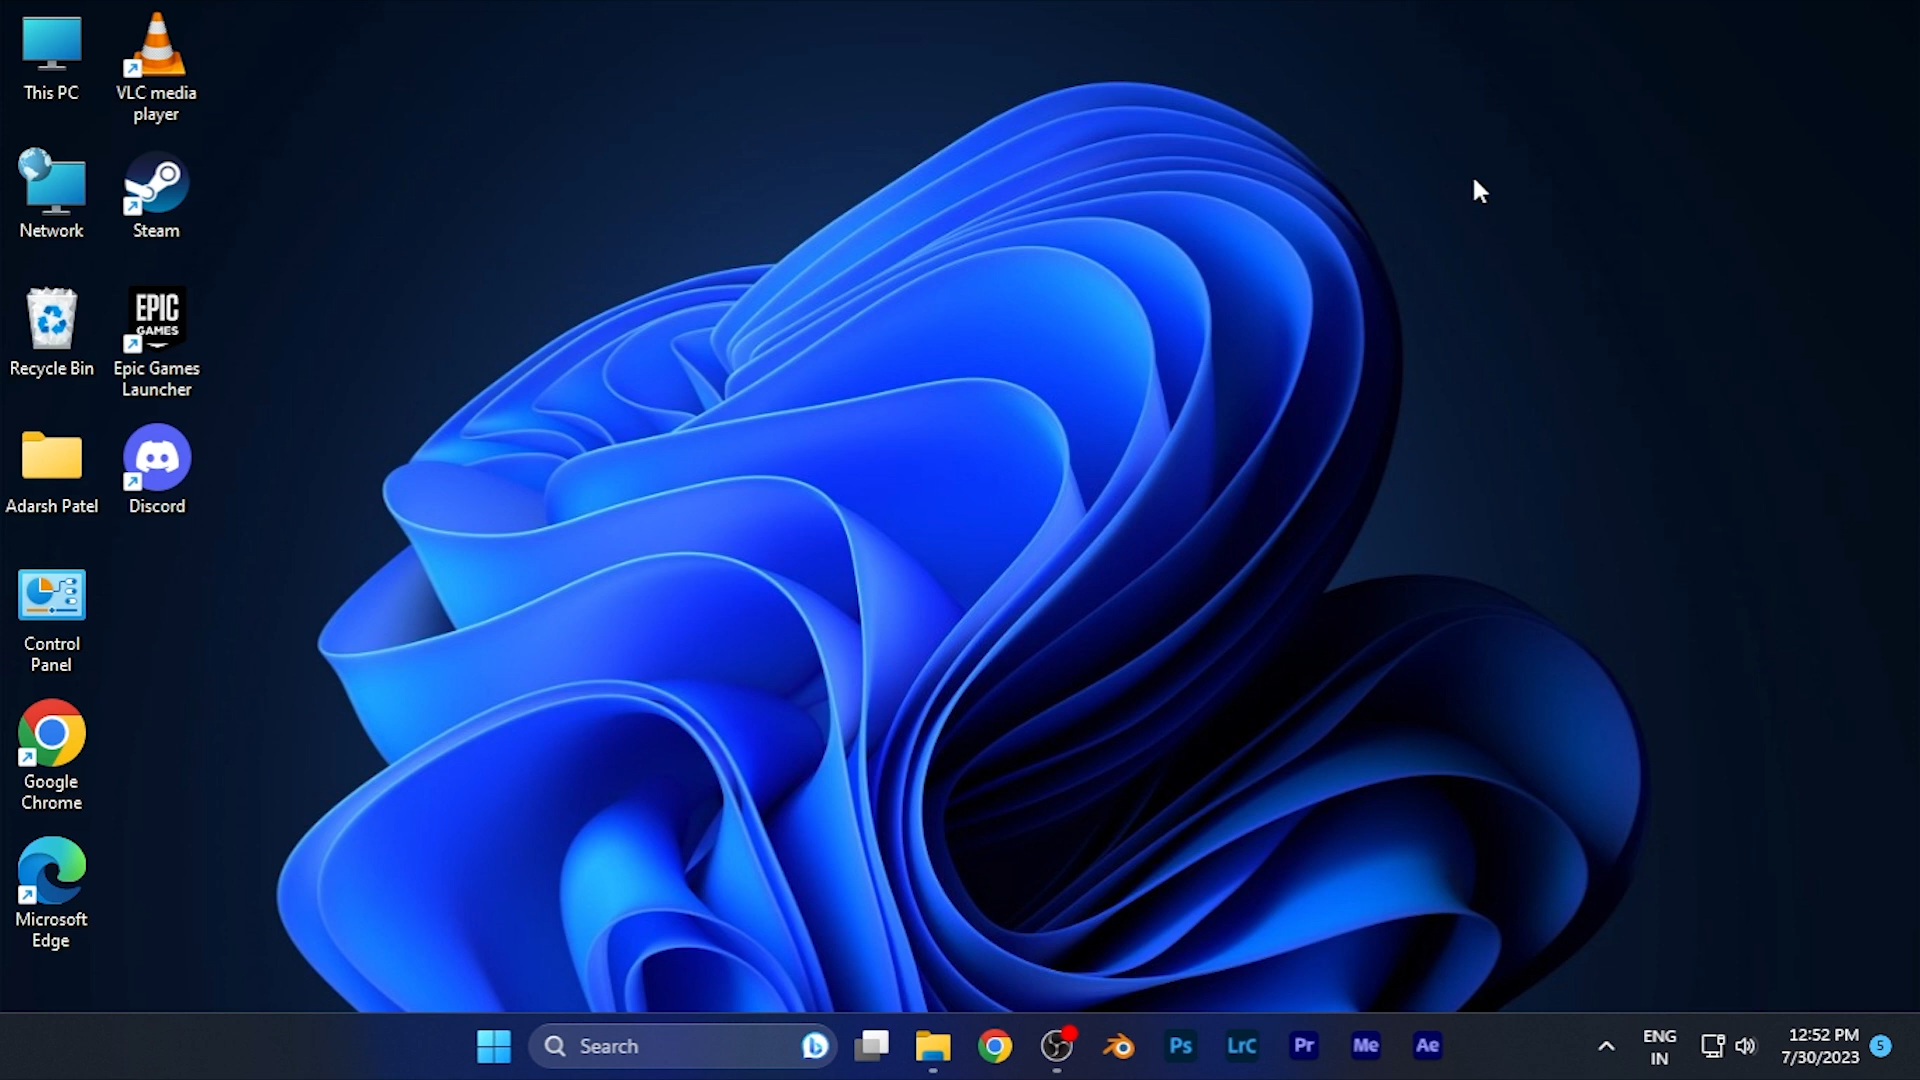 This PC
VLC media
player
Network
Steam
Recycle Bin
EPIC
GAMES
Epic Games
Launcher
Adarsh Patel
Discord
Control
Panel
Google
Chrome
Microsoft
Edge
Search
Ps
LrC
Pr
Me
Ae
ENG
IN
12:52 PM
7/30/2023
5